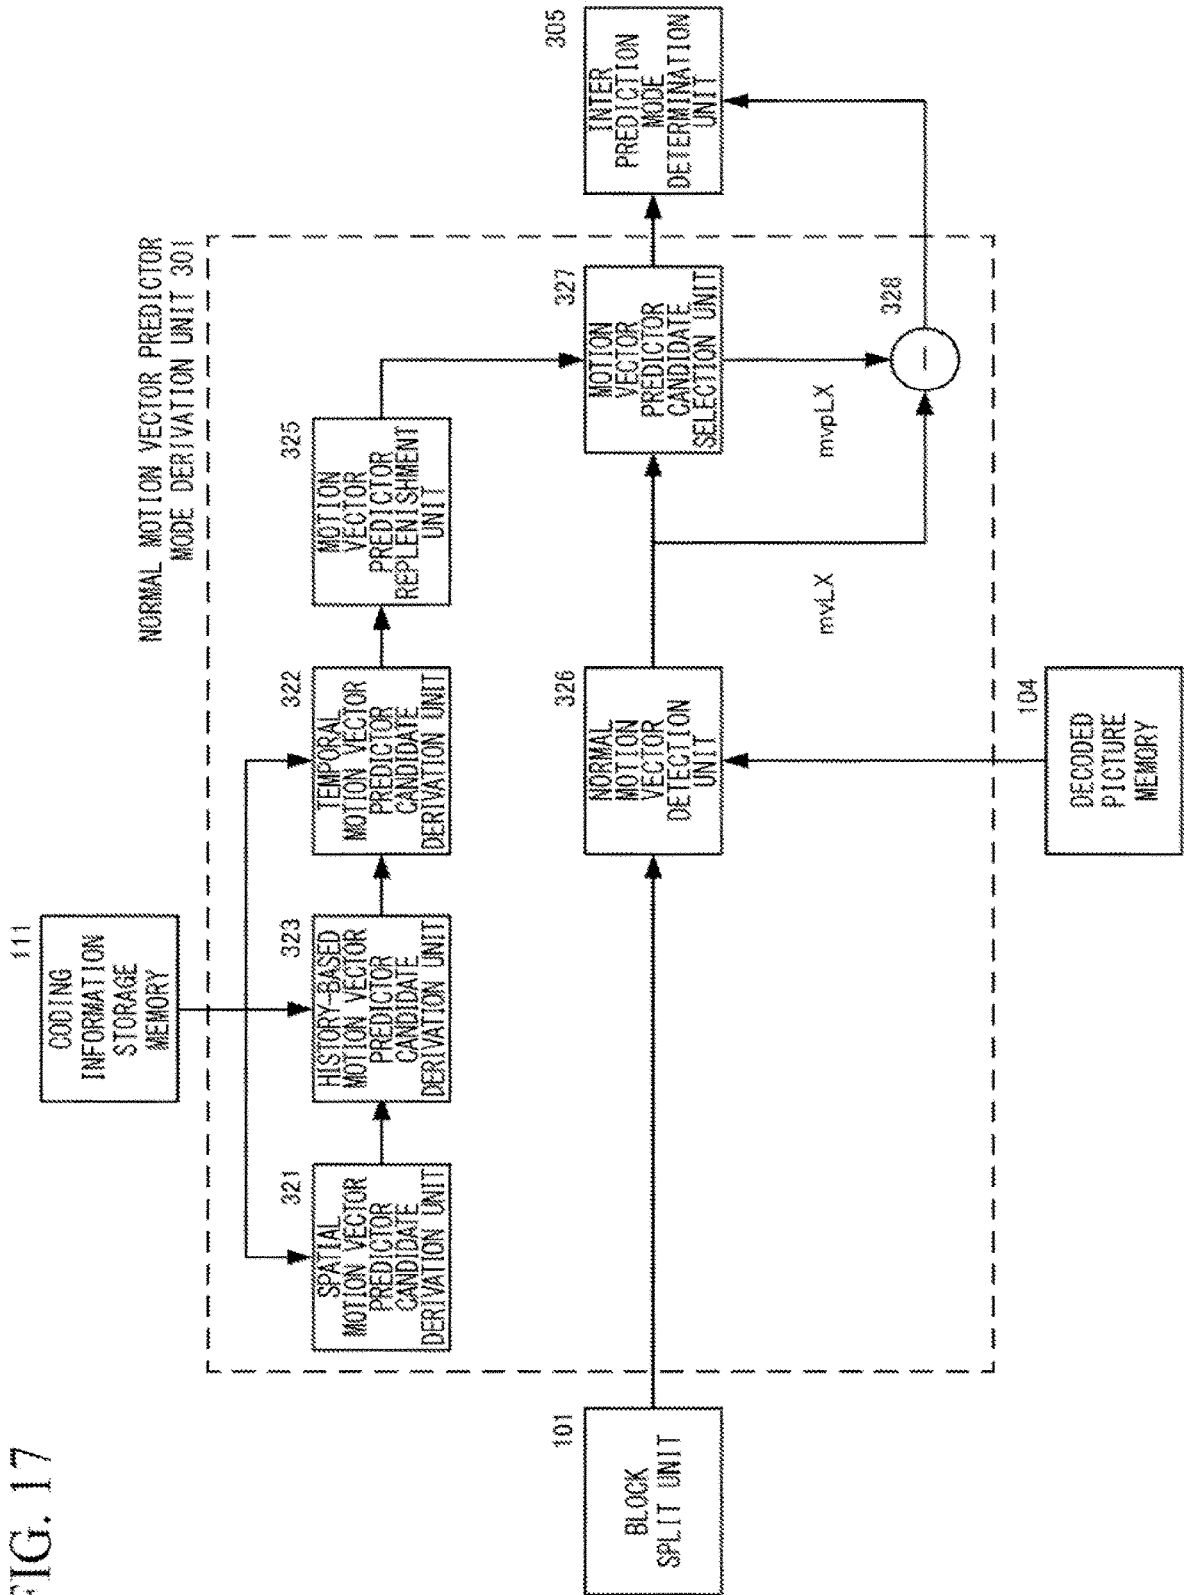 FIG. 17
111
CODING
INFORMATION
STORAGE
MEMORY
NORMAL MOTION VECTOR PREDICTOR
MODE DERIVATION UNIT 301
321
SPATIAL
MOTION VECTOR
PREDICTOR
CANDIDATE
DERIVATION UNIT
323
HISTORY-BASED
MOTION VECTOR
PREDICTOR
CANDIDATE
DERIVATION UNIT
322
TEMPORAL
MOTION VECTOR
PREDICTOR
CANDIDATE
DERIVATION UNIT
325
MOTION
VECTOR
PREDICTOR
REPLENISHMENT
UNIT
101
BLOCK
SPLIT UNIT
326
NORMAL
MOTION
VECTOR
DETECTION
UNIT
327
MOTION
VECTOR
PREDICTOR
CANDIDATE
SELECTION UNIT
305
INTER
PREDICTION
MODE
DETERMINATION
UNIT
mvLX
mvpLX
328
−
104
DECODED
PICTURE
MEMORY